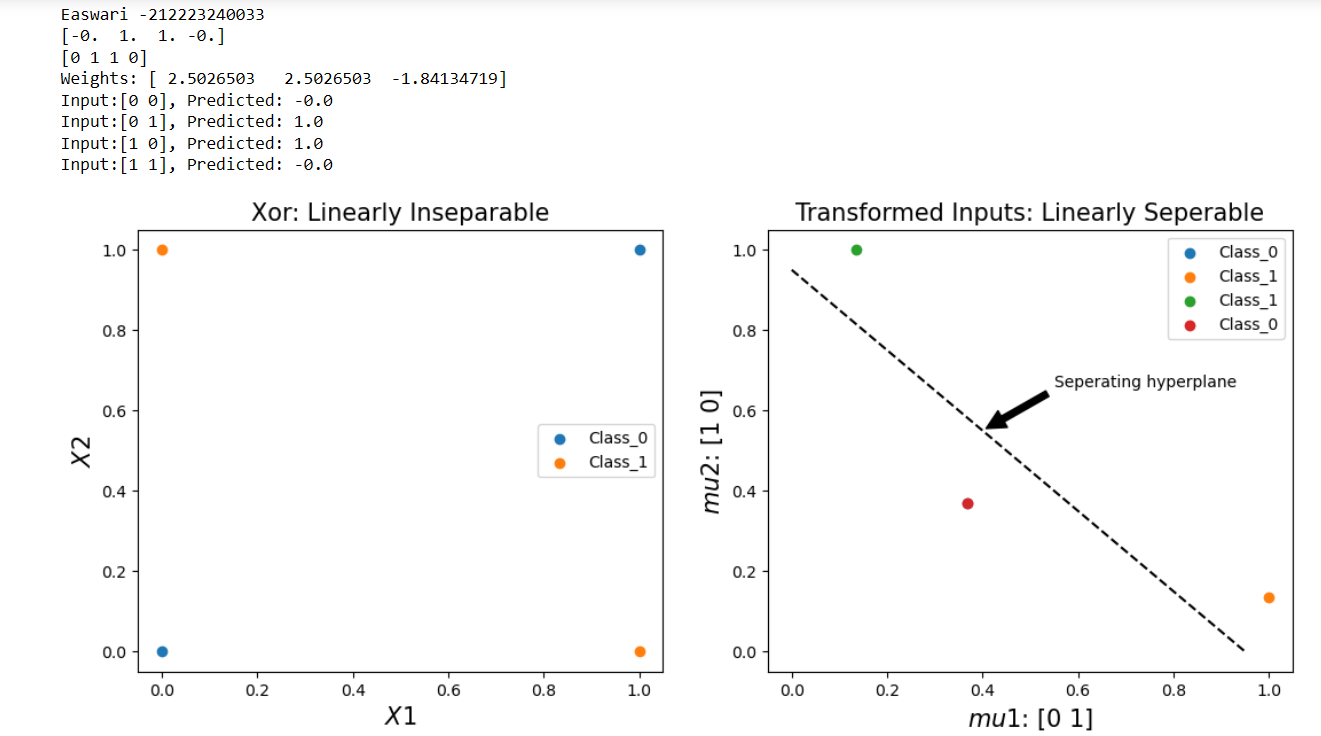 Easwari -212223240033
[-0.  1.  1. -0.]
[0 1 1 0]
Weights: [ 2.5026503   2.5026503  -1.84134719]
Input:[0 0], Predicted: -0.0
Input:[0 1], Predicted: 1.0
Input:[1 0], Predicted: 1.0
Input:[1 1], Predicted: -0.0
Xor: Linearly Inseparable
1.0
0.8
0.6
0.4
0.2
0.0
X2
Class_0
Class_1
0.0 0.2 0.4 0.6 0.8 1.0
X1
Transformed Inputs: Linearly Seperable
1.0
0.8
0.6
0.4
0.2
0.0
mu2: [1 0]
Class_0
Class_1
Class_1
Class_0
Seperating hyperplane
0.0 0.2 0.4 0.6 0.8 1.0
mu1: [0 1]